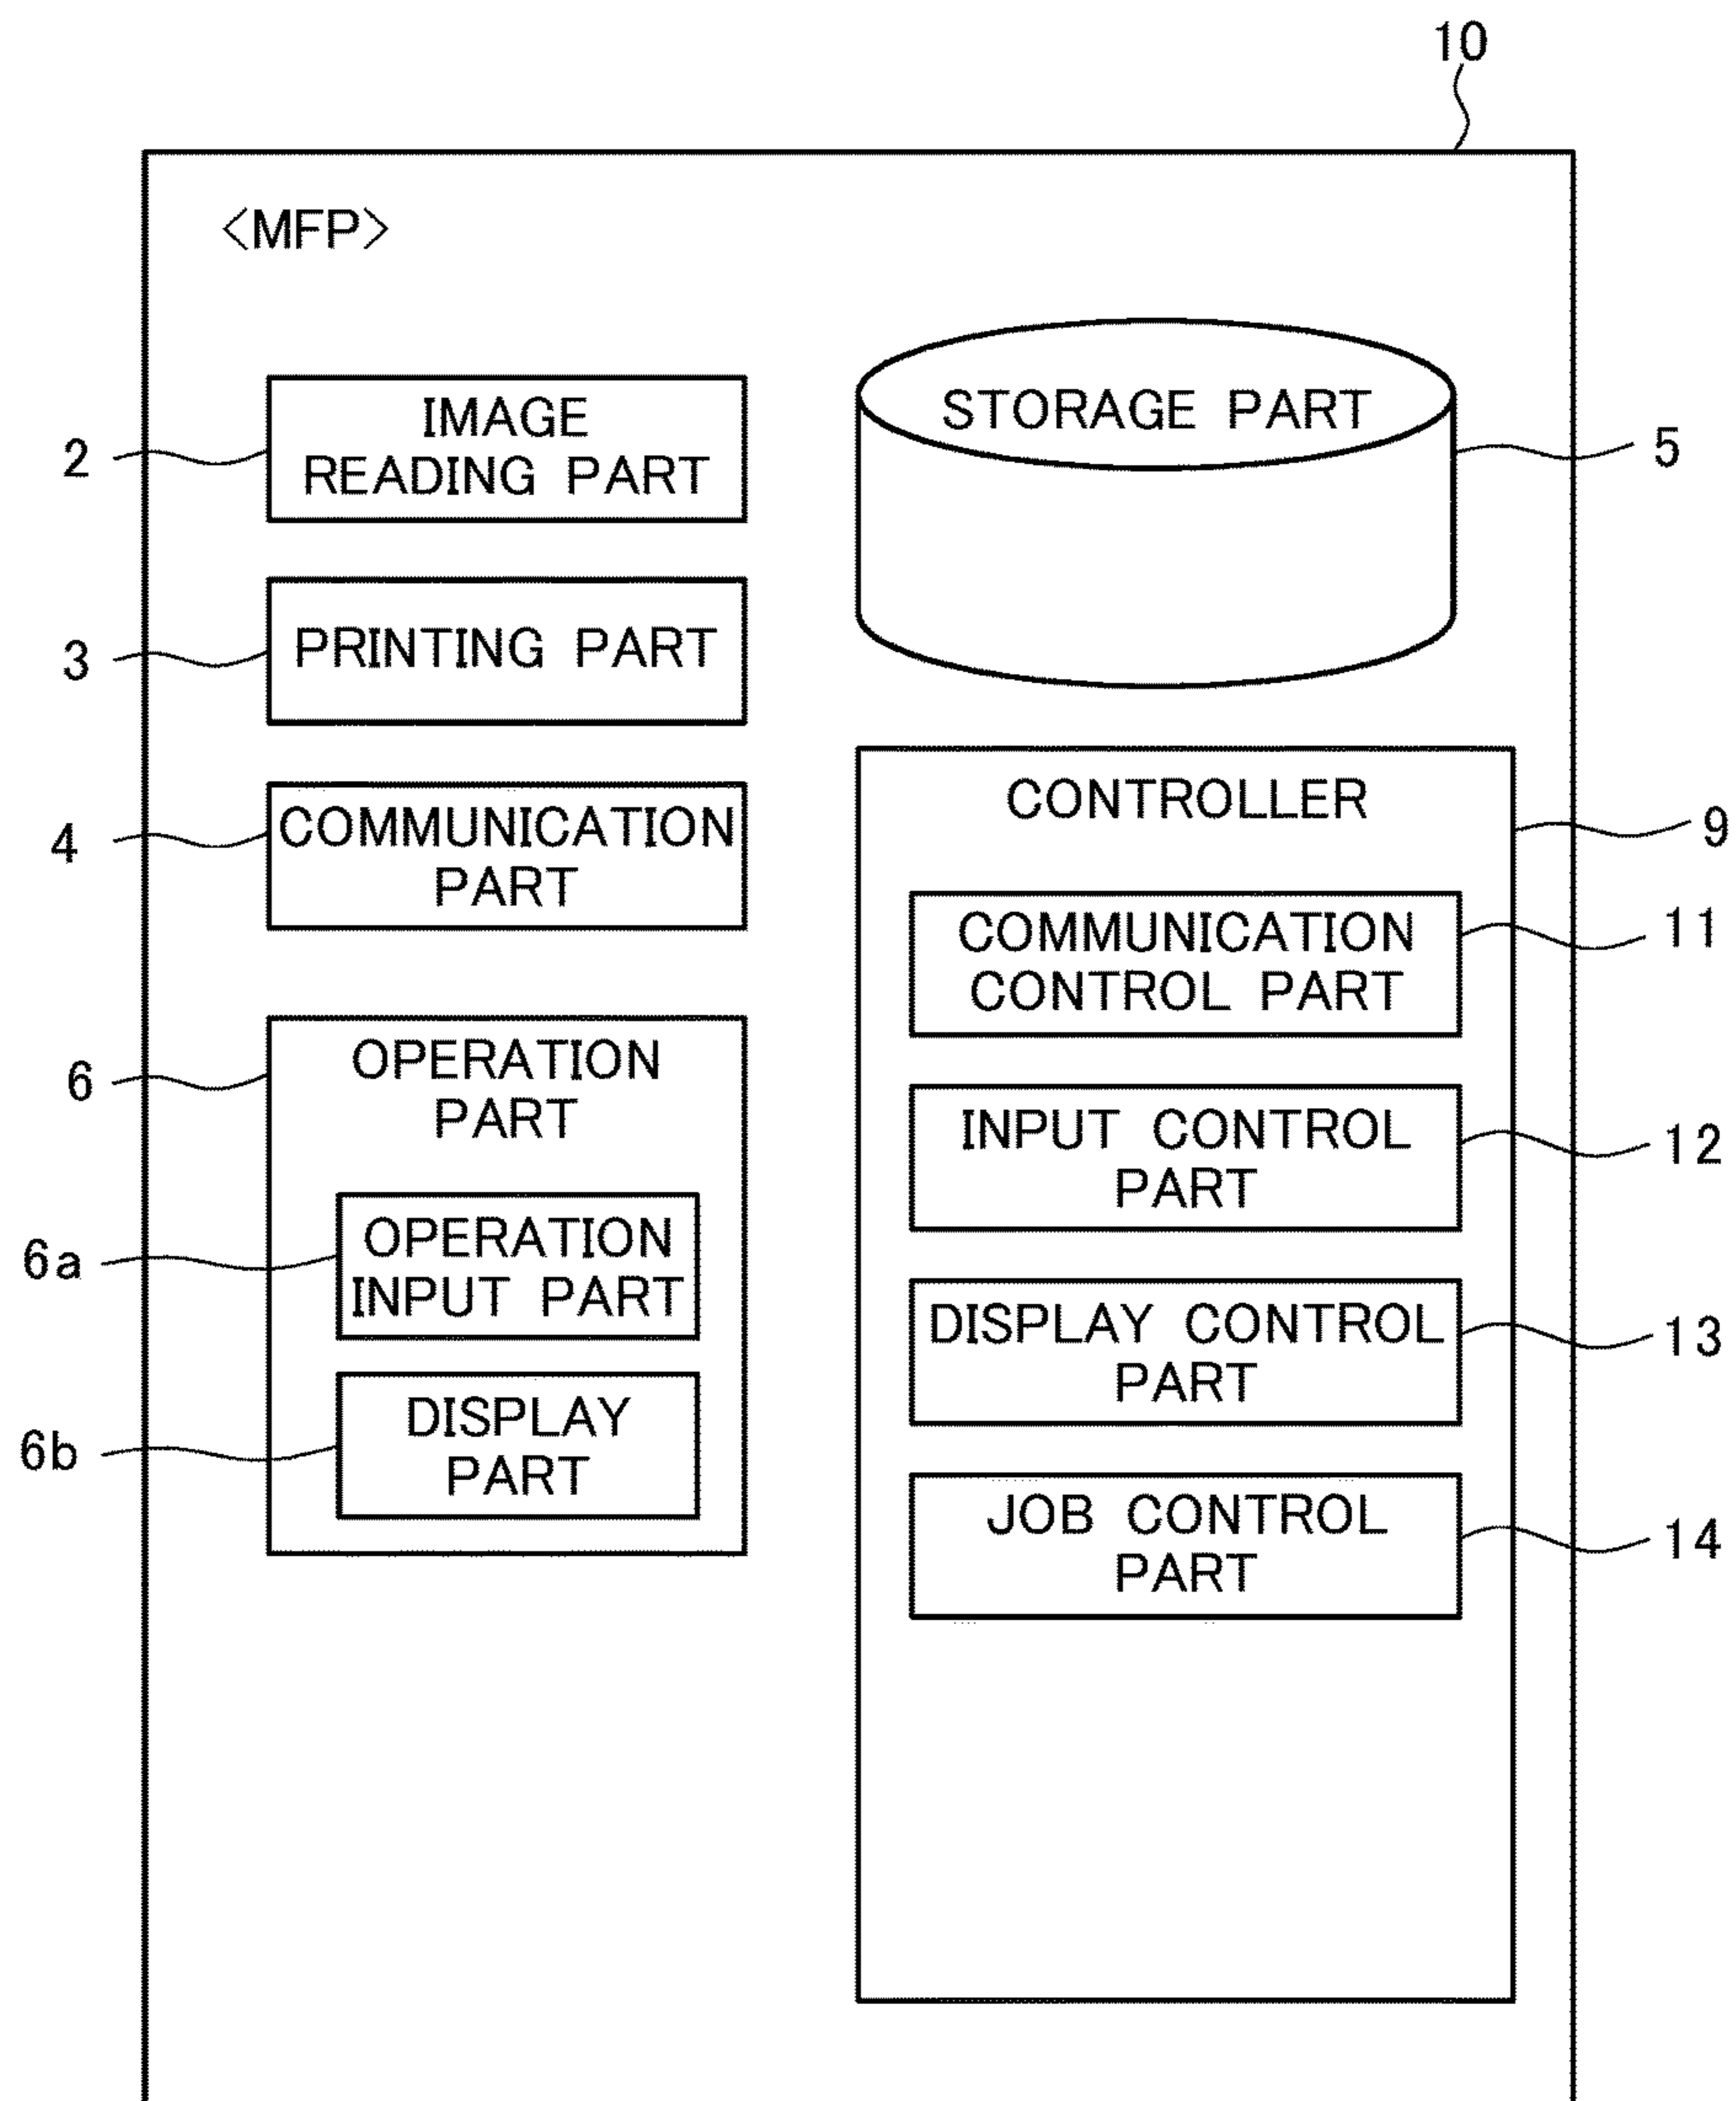 10
<MFP>
IMAGE
READING PART
2
PRINTING PART
3
COMMUNICATION
PART
4
OPERATION
PART
6
OPERATION
INPUT PART
6a
DISPLAY
PART
6b
STORAGE PART
5
CONTROLLER
9
COMMUNICATION
CONTROL PART
11
INPUT CONTROL
PART
12
DISPLAY CONTROL
PART
13
JOB CONTROL
PART
14